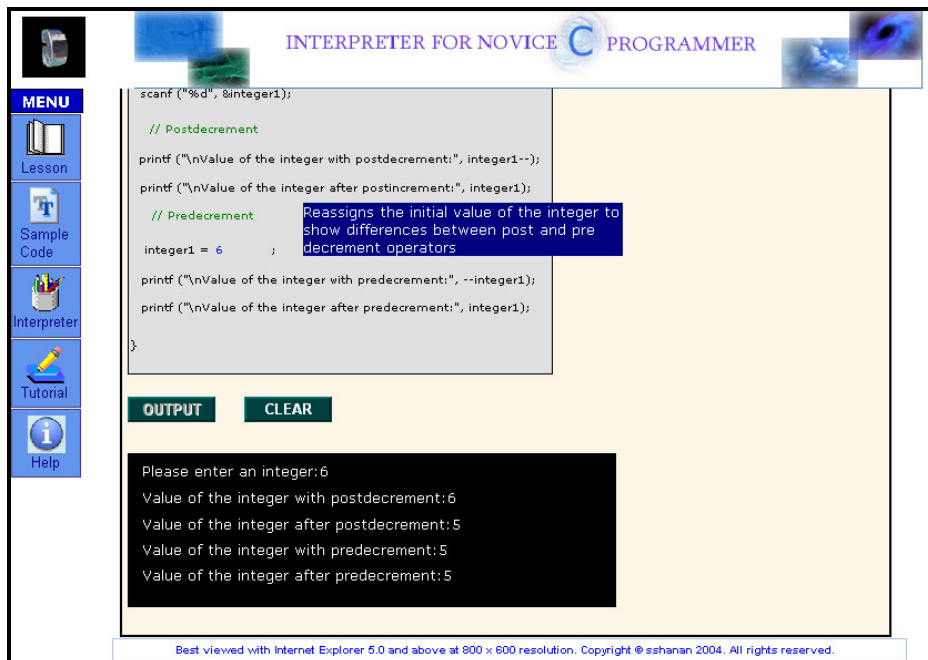 INTERPRETER FOR NOVICE C PROGRAMMER
MENU
Lesson
Sample
Code
Interpreter
Tutorial
Help
scanf ("%d", &integer1);
// Postdecrement
printf ("\nValue of the integer with postdecrement:", integer1--);
printf ("\nValue of the integer after postincrement:", integer1);
// Predecrement
Reassigns the initial value of the integer to
show differences between post and pre
decrement operators
integer1 = 6 ;
printf ("\nValue of the integer with predecrement:", --integer1);
printf ("\nValue of the integer after predecrement:", integer1);
}
OUTPUT CLEAR
Please enter an integer:6
Value of the integer with postdecrement:6
Value of the integer after postdecrement:5
Value of the integer with predecrement:5
Value of the integer after predecrement:5
Best viewed with Internet Explorer 5.0 and above at 800 x 600 resolution. Copyright © sshanan 2004. All rights reserved.